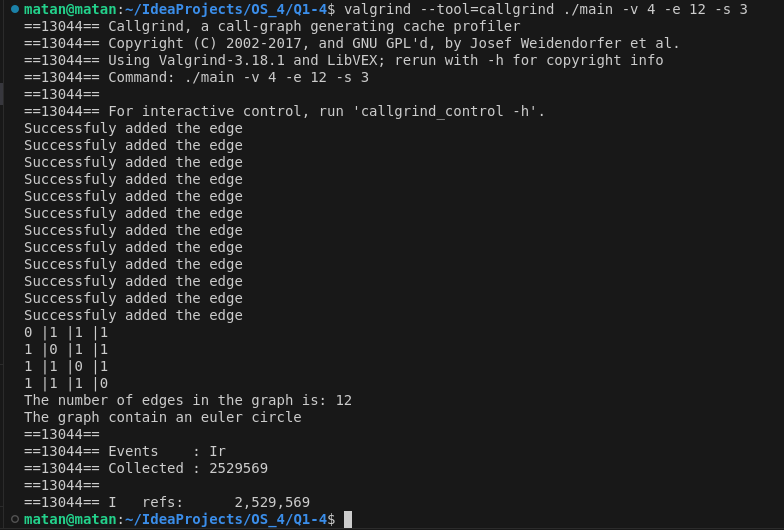 matan@matan:~/IdeaProjects/OS_4/Q1-4$ valgrind --tool=callgrind ./main -v 4 -e 12 -s 3
==13044== Callgrind, a call-graph generating cache profiler
==13044== Copyright (C) 2002-2017, and GNU GPL'd, by Josef Weidendorfer et al.
==13044== Using Valgrind-3.18.1 and LibVEX; rerun with -h for copyright info
==13044== Command: ./main -v 4 -e 12 -s 3
==13044==
==13044== For interactive control, run 'callgrind_control -h'.
Successfuly added the edge
Successfuly added the edge
Successfuly added the edge
Successfuly added the edge
Successfuly added the edge
Successfuly added the edge
Successfuly added the edge
Successfuly added the edge
Successfuly added the edge
Successfuly added the edge
Successfuly added the edge
Successfuly added the edge
0 |1 |1 |1
1 |0 |1 |1
1 |1 |0 |1
1 |1 |1 |0
The number of edges in the graph is: 12
The graph contain an euler circle
==13044==
==13044== Events    : Ir
==13044== Collected : 2529569
==13044==
==13044== I   refs:      2,529,569
matan@matan:~/IdeaProjects/OS_4/Q1-4$